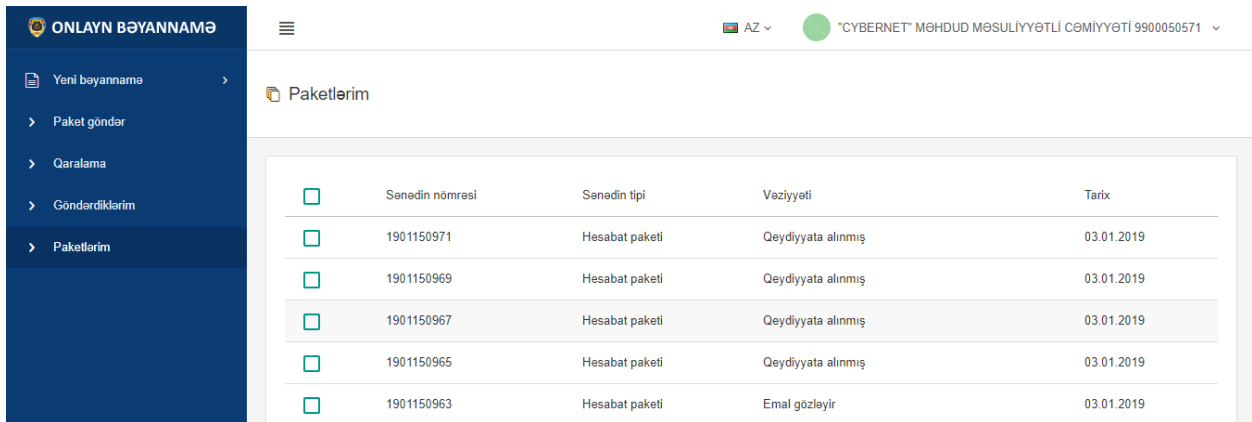 ONLAYN BƏYANNAMƏ
AZ
"CYBERNET" MƏHDUD MƏSULİYYƏTLİ CƏMİYYƏTİ 9900050571
Yeni bəyannamə
Paket göndər
Qaralama
Göndərdiklərim
Paketlərim
Paketlərim
Sənədin nömrəsi Sənədin tipi Vəziyyəti Tarix
1901150971 Hesabat paketi Qeydiyyata alınmış 03.01.2019
1901150969 Hesabat paketi Qeydiyyata alınmış 03.01.2019
1901150967 Hesabat paketi Qeydiyyata alınmış 03.01.2019
1901150965 Hesabat paketi Qeydiyyata alınmış 03.01.2019
1901150963 Hesabat paketi Emal gözləyir 03.01.2019